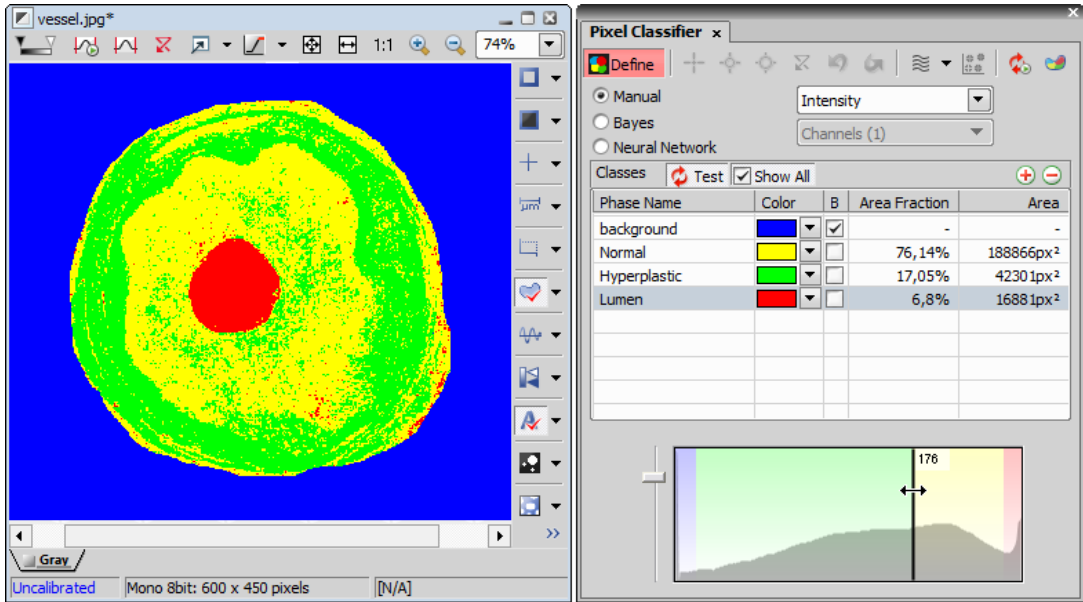 vessel.jpg*
1:1
74%
µm
Gray
Uncalibrated
Mono 8bit: 600 x 450 pixels
[N/A]
Pixel Classifier x
Define
Manual
Intensity
Bayes
Channels (1)
Neural Network
Classes Test Show All
Phase Name Color B Area Fraction Area
background - -
Normal 76,14% 188866px²
Hyperplastic 17,05% 42301px²
Lumen 6,8% 16881px²
176